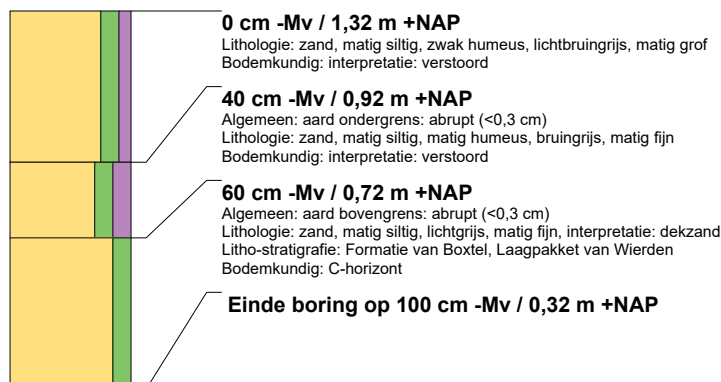 0 cm -Mv / 1,32 m +NAP
Lithologie: zand, matig siltig, zwak humeus, lichtbruingrijs, matig grof
Bodemkundig: interpretatie: verstoord
40 cm -Mv / 0,92 m +NAP
Algemeen: aard ondergrens: abrupt (<0,3 cm)
Lithologie: zand, matig siltig, matig humeus, bruingrijs, matig fijn
Bodemkundig: interpretatie: verstoord
60 cm -Mv / 0,72 m +NAP
Algemeen: aard bovengrens: abrupt (<0,3 cm)
Lithologie: zand, matig siltig, lichtgrijs, matig fijn, interpretatie: dekzand
Litho-stratigrafie: Formatie van Boxtel, Laagpakket van Wierden
Bodemkundig: C-horizont
Einde boring op 100 cm -Mv / 0,32 m +NAP